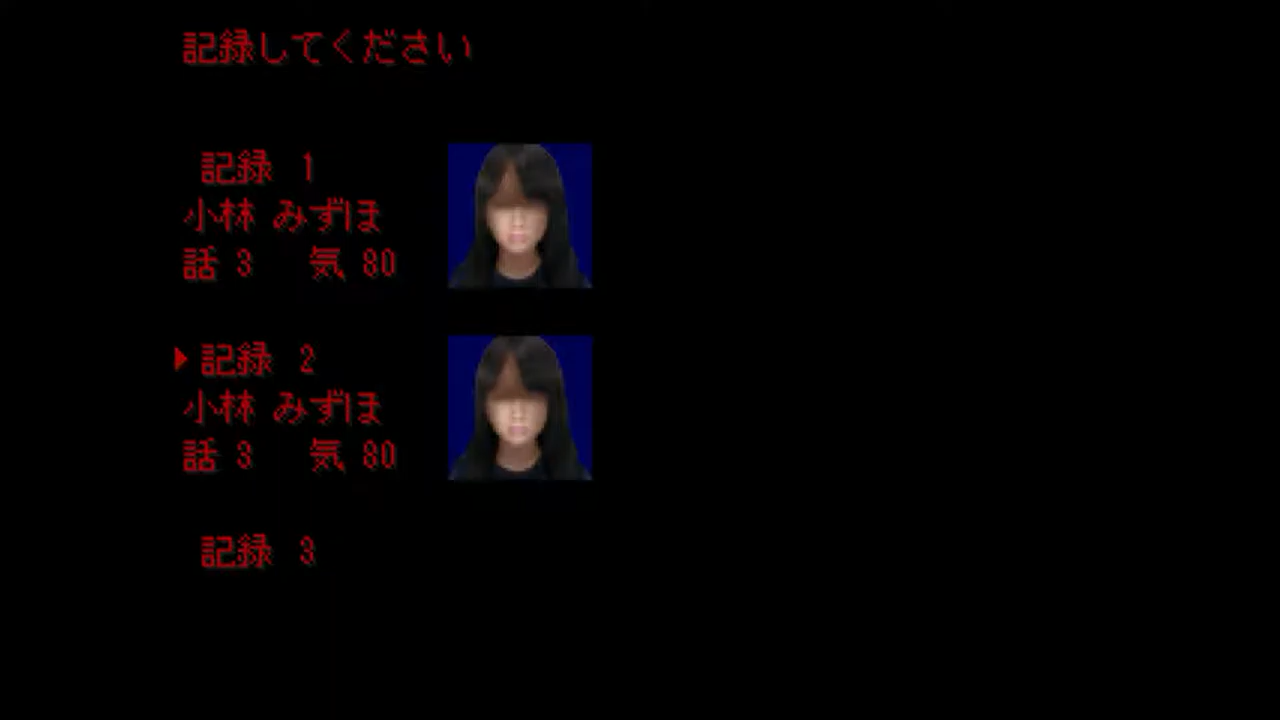 記録してください
記録 1
小林 みずほ
話 3 気 80
記録 2
小林 みずほ
話 3 気 80
記録 3